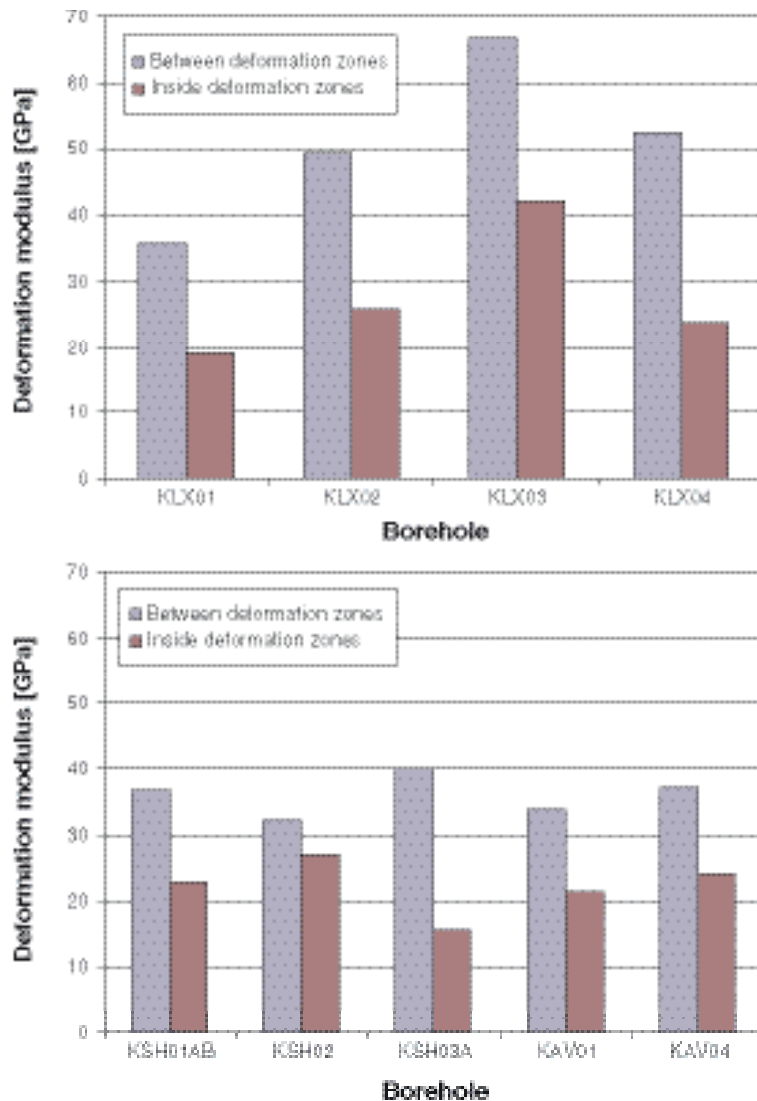 Deformation modulus [GPa]
70
60
50
40
30
20
10
0
Between deformation zones
Inside deformation zones
KLX01 KLX02 KLX03 KLX04
Borehole
Deformation modulus [GPa]
70
60
50
40
30
20
10
0
Between deformation zones
Inside deformation zones
KSH01AB KSH02 KSH03A KAV01 KAV04
Borehole